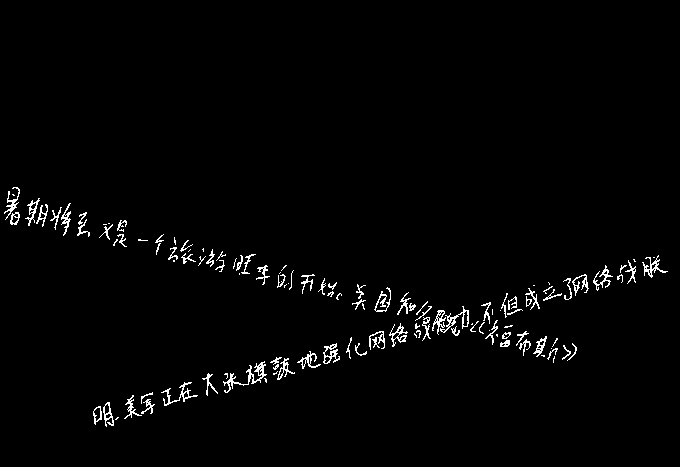 暑期将至又是一个旅游旺季的开始。美国和《福布斯》
明,美军正在大张旗鼓地强化网络战能力,不但成立了网络战联